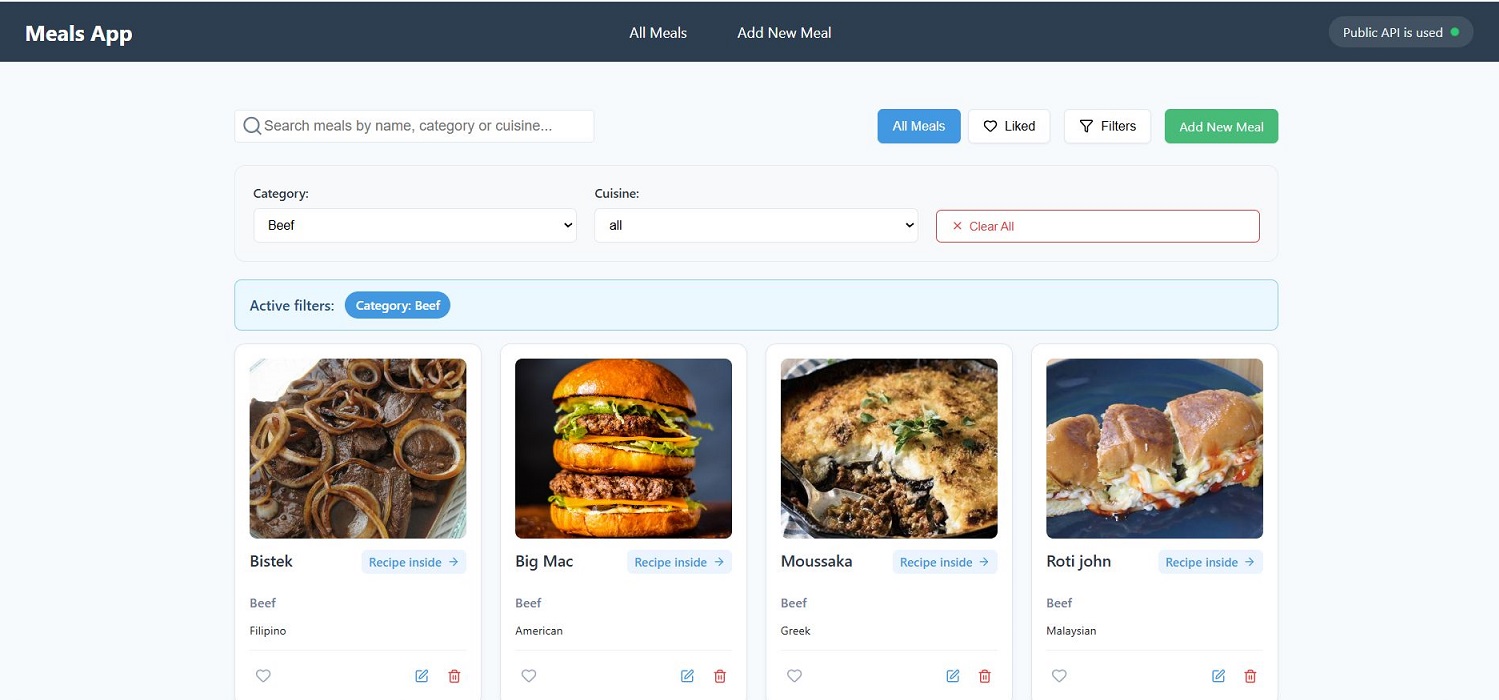 Meals App
All Meals
Add New Meal
Public API is used
Search meals by name, category or cuisine...
All Meals
Liked
Filters
Add New Meal
Category:
Cuisine:
Beef
all
Clear All
Active filters:
Category: Beef
Bistek
Recipe inside →
Big Mac
Recipe inside →
Moussaka
Recipe inside →
Roti john
Recipe inside →
Beef
Beef
Beef
Beef
Filipino
American
Greek
Malaysian